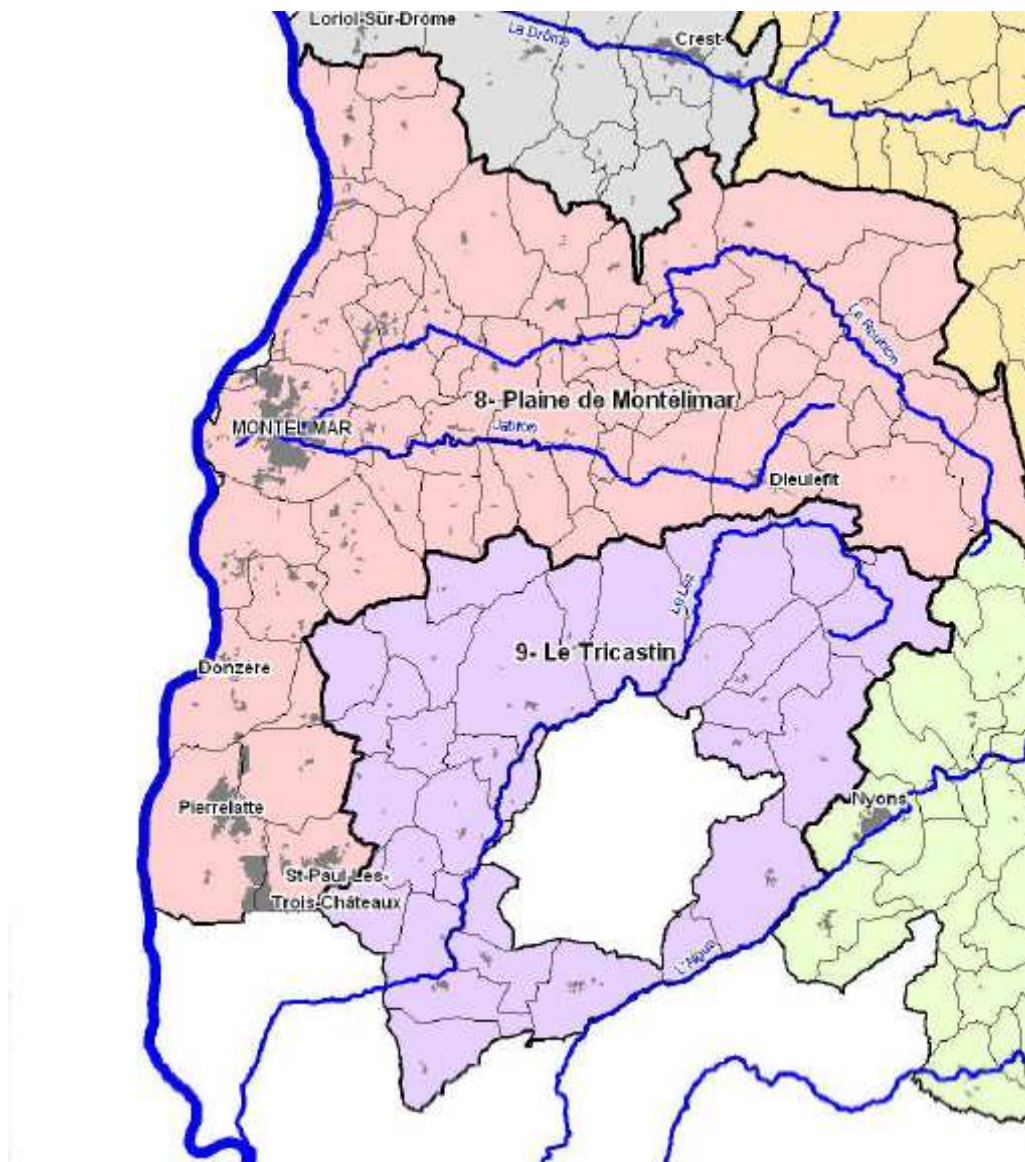 Loriol-Sur-Drôme
La Drôme
Crest
Le Roubion
8- Plaine de Montélimar
MONTELIMAR
Jabron
Dieulefit
Le Lez
9- Le Tricastin
Donzère
Nyons
Pierrelatte
St-Paul-Les-
Trois-Châteaux
L'Aigue